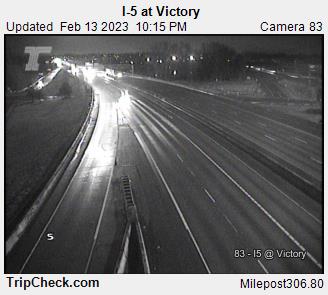 I-5 at Victory
Updated Feb 13 2023 10:15 PM Camera 83
S
83 - I5 @ Victory
TripCheck.com Milepost306.80